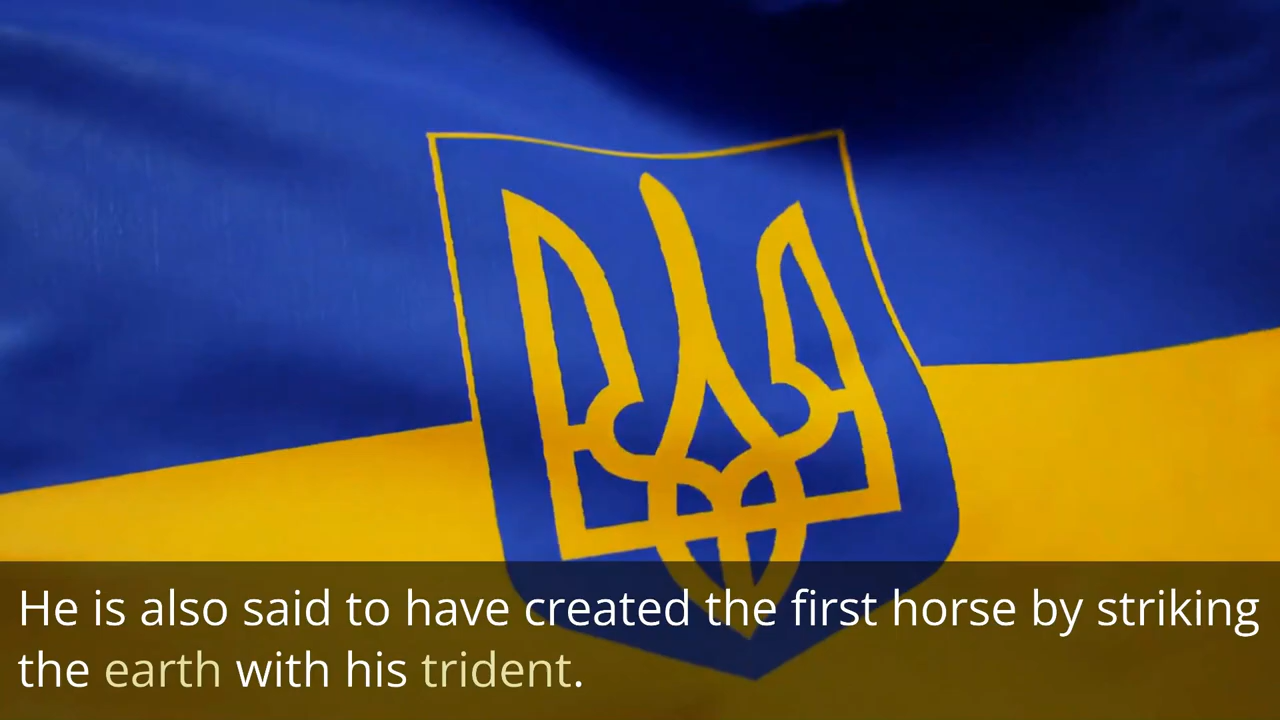 He is also said to have created the first horse by striking
the earth with his trident.